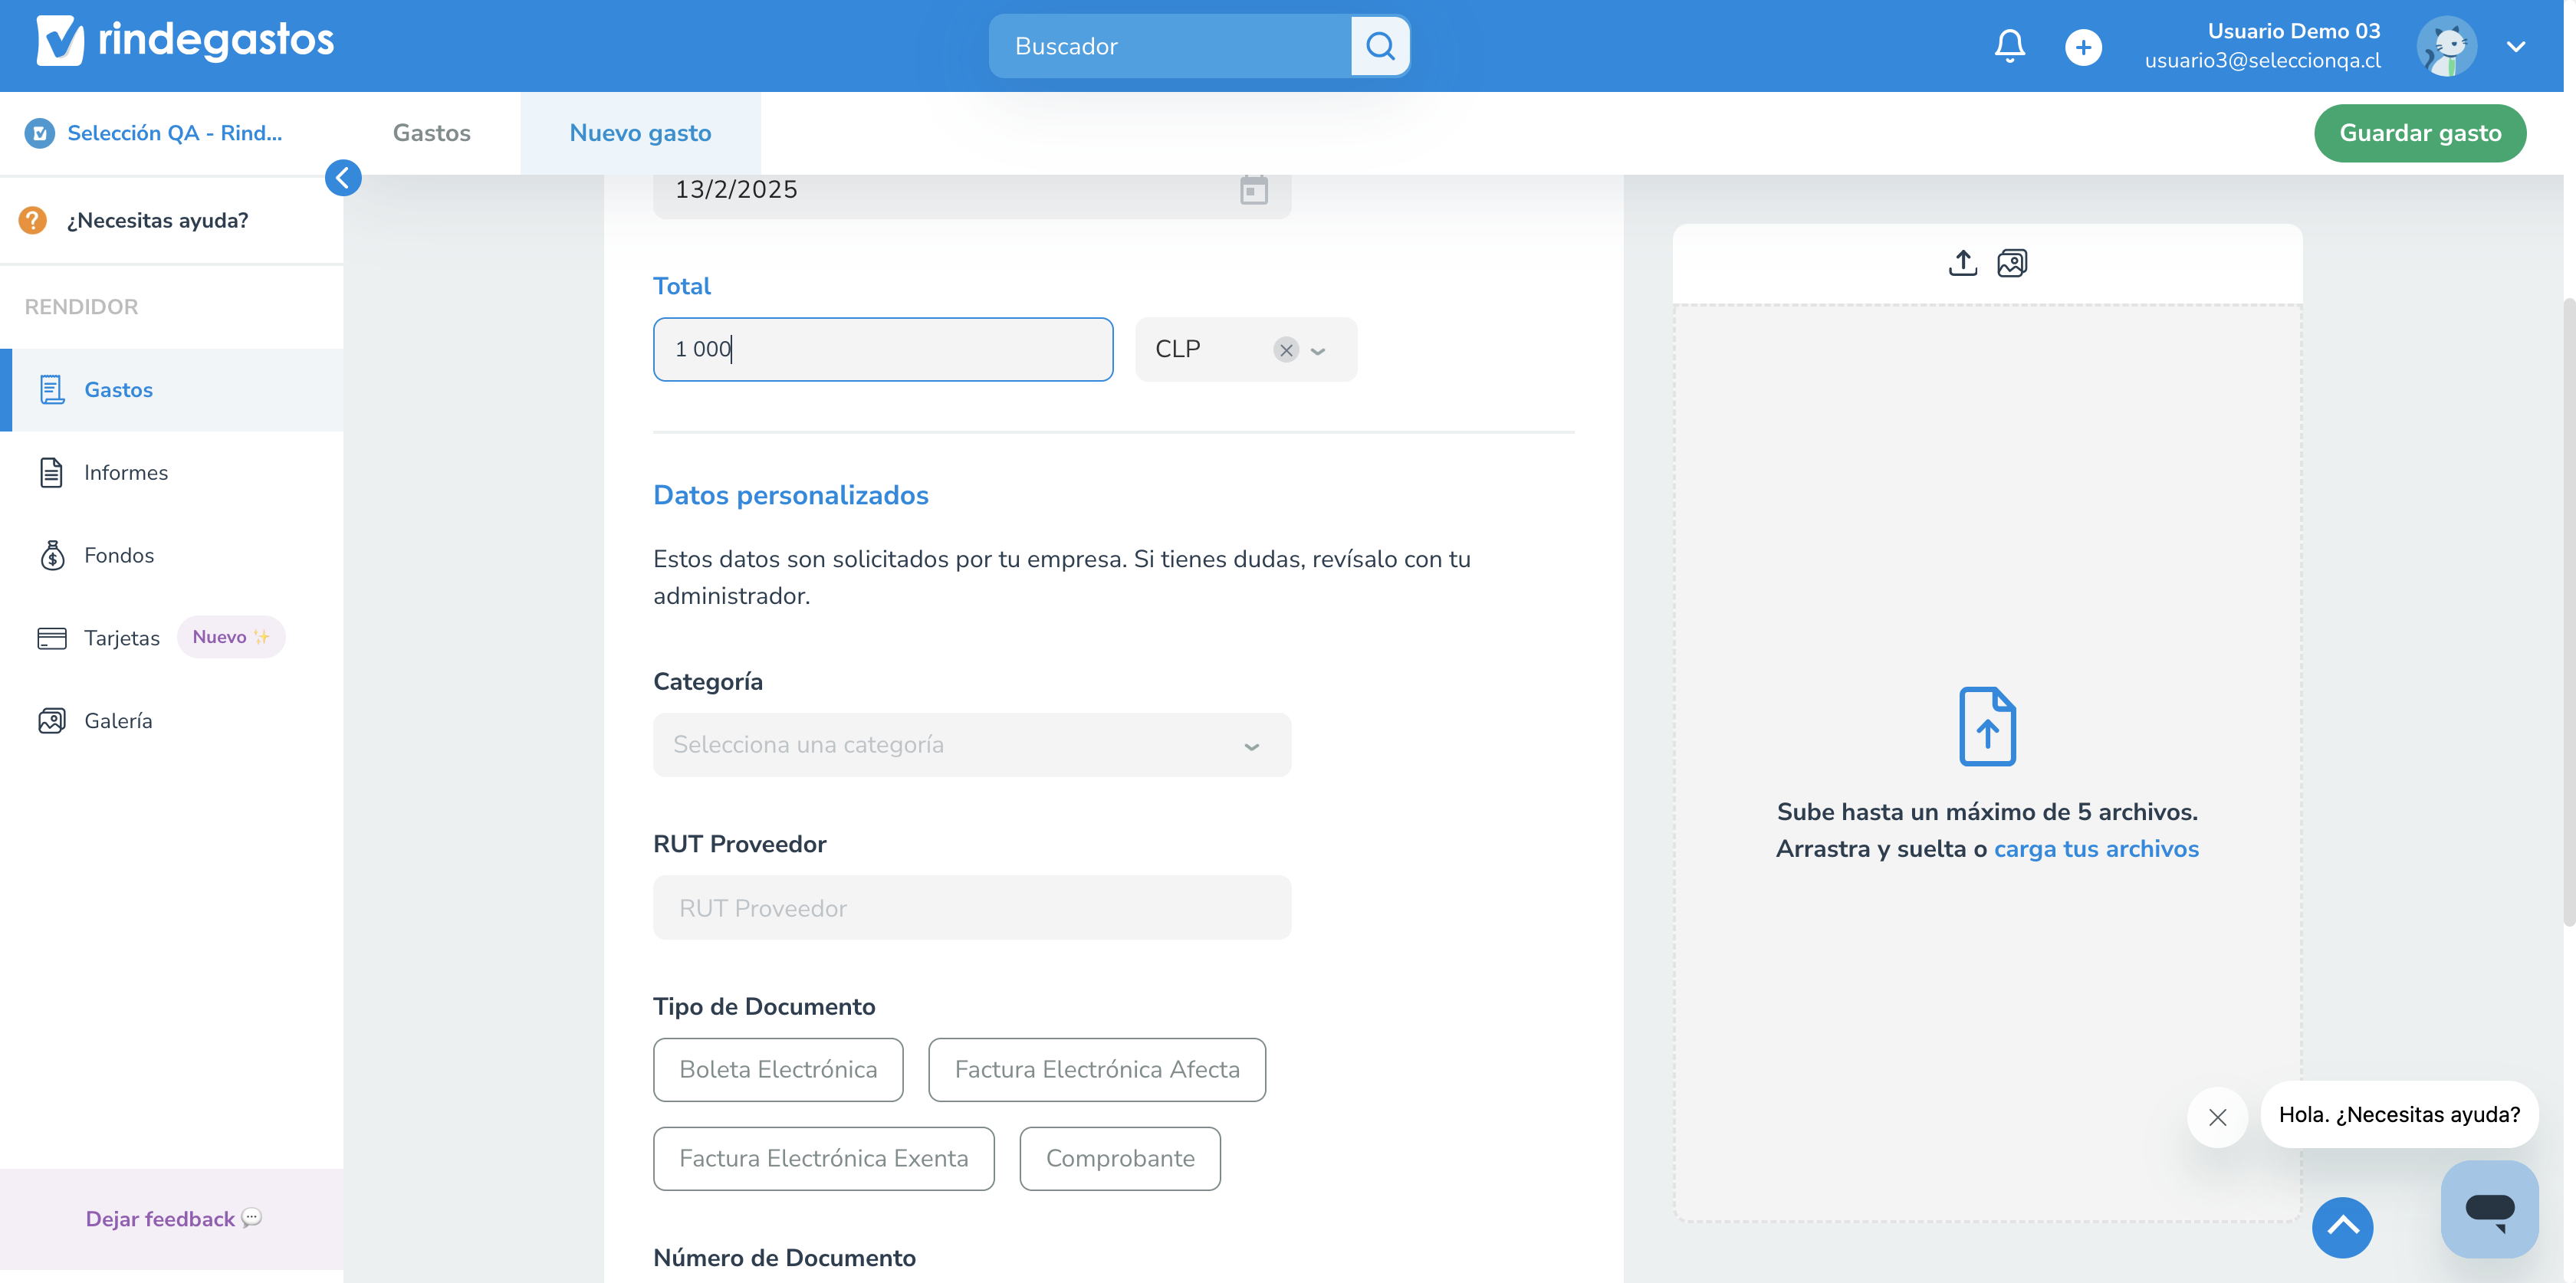 rindegastos
Buscador
Usuario Demo 03
usuario3@seleccionqa.cl
Selección QA - Rind...
Gastos
Nuevo gasto
Guardar gasto
¿Necesitas ayuda?
RENDIDOR
Gastos
Informes
Fondos
Tarjetas
Nuevo ✨
Galería
Dejar feedback 💬
13/2/2025
Total
1 000
CLP
Datos personalizados
Estos datos son solicitados por tu empresa. Si tienes dudas, revísalo con tu
administrador.
Categoría
Selecciona una categoría
RUT Proveedor
RUT Proveedor
Tipo de Documento
Boleta Electrónica
Factura Electrónica Afecta
Factura Electrónica Exenta
Comprobante
Número de Documento
Sube hasta un máximo de 5 archivos.
Arrastra y suelta o carga tus archivos
Hola. ¿Necesitas ayuda?